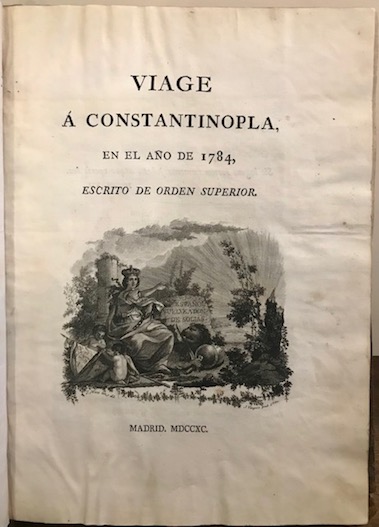 VIAGE
Á CONSTANTINOPLA,
EN EL AÑO DE 1784,
ESCRITO DE ORDEN SUPERIOR.
MADRID. MDCCXC.